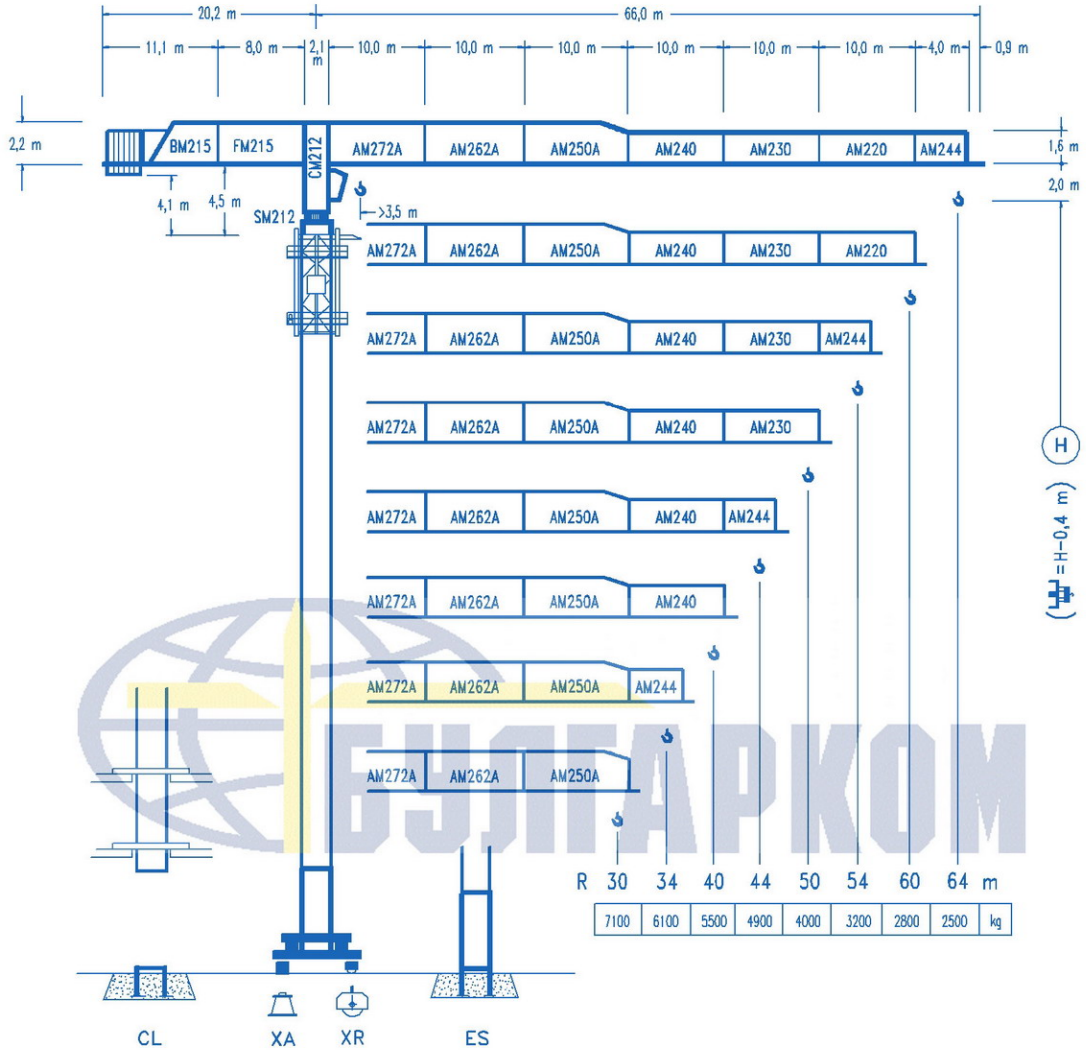 20,2 m 66,0 m
11,1 m 8,0 m 2,1 m 10,0 m 10,0 m 10,0 m 10,0 m 10,0 m 10,0 m 4,0 m 0,9 m
2,2 m BM215 FM215 CM212 AM272A AM262A AM250A AM240 AM230 AM220 AM244 1,6 m
4,1 m 4,5 m 2,0 m
SM212 >3,5 m
AM272A AM262A AM250A AM240 AM230 AM220
AM272A AM262A AM250A AM240 AM230 AM244
AM272A AM262A AM250A AM240 AM230
H
AM272A AM262A AM250A AM240 AM244
( =H-0,4 m)
AM272A AM262A AM250A AM240
AM272A AM262A AM250A AM244
БУЛГАРКОМ
AM272A AM262A AM250A
R 30 34 40 44 50 54 60 64 m
7100 6100 5500 4900 4000 3200 2800 2500 kg
CL XA XR ES